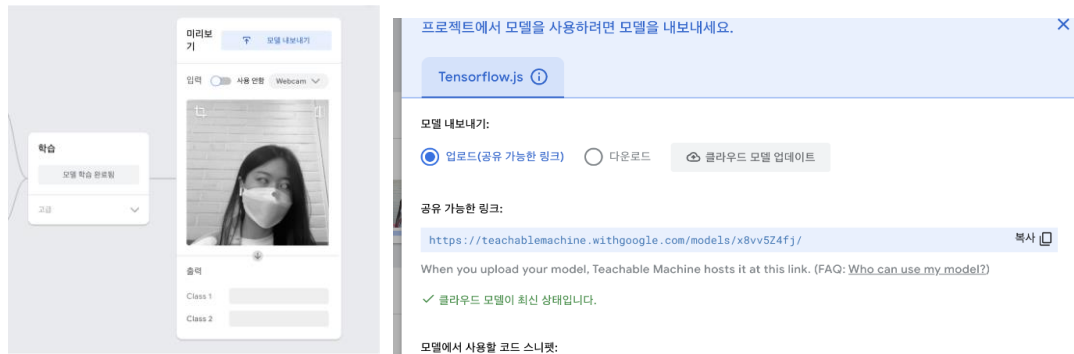 미리보
기
모델 내보내기
입력
사용 안함
Webcam
학습
모델 학습 완료됨
고급
출력
Class 1
Class 2
프로젝트에서 모델을 사용하려면 모델을 내보내세요.
Tensorflow.js
모델 내보내기:
업로드(공유 가능한 링크)
다운로드
클라우드 모델 업데이트
공유 가능한 링크:
https://teachablemachine.withgoogle.com/models/x8vv5Z4fj/
복사
When you upload your model, Teachable Machine hosts it at this link. (FAQ: Who can use my model?)
클라우드 모델이 최신 상태입니다.
모델에서 사용할 코드 스니펫: